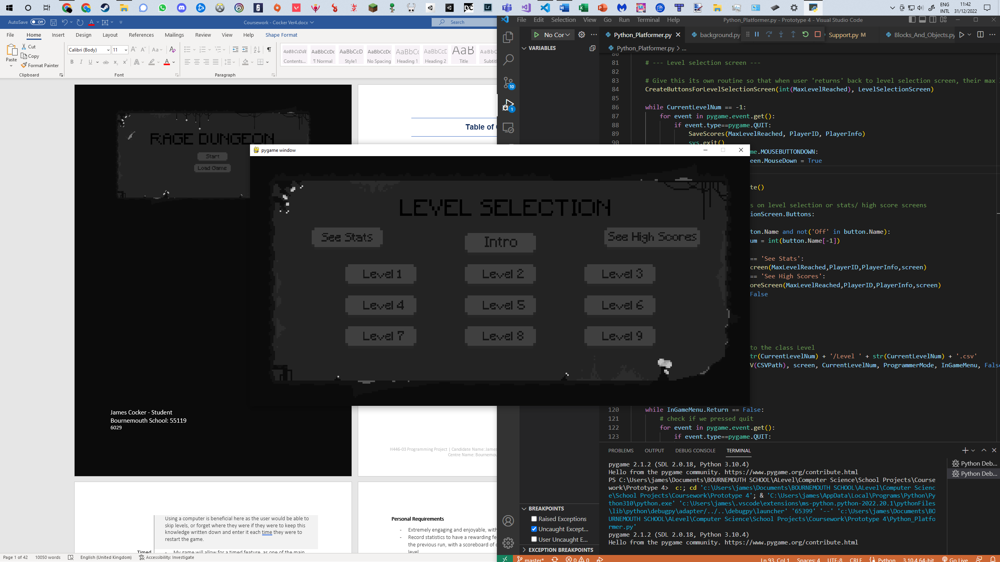 ENG
INTL
11:42
31/12/2022
AutoSave Off
Coursework - Cocker Ver4.docx
Search
File Home Insert Design Layout References Mailings Review View Help Shape Format
Paste
Cut
Copy
Format Painter
Clipboard
Calibri (Body) 11
Font
Paragraph
AaBbCcDdE AaBbCcDc AaBbCcD AaBbCcDc AaBbCc AaBbCcD AaB
Contents... ¶ Normal Style1 No Spacing Heading 1 Heading 2 Title Subtitl
RAGE DUNGEON
Start
Load Game
James Cocker - Student
Bournemouth School: 55119
6029
Table of
H446-03 Programming Project | Candidate Name: James
Centre Name: Bournemou
Using a computer is beneficial here as the user would be able to
skip levels, or forget where they were if they were to keep this
knowledge written down and enter it each time they were to
restart the game.
Timed - My game will allow for a timed feature, as one of the main
Personal Requirements
- Extremely engaging and enjoyable, with
- Record statistics to have a rewarding fe
the previous run, with a scoreboard of
level
Page 1 of 42 10050 words English (United Kingdom) Accessibility: Investigate
pygame window
LEVEL SELECTION
See Stats
Intro
See High Scores
Level 1
Level 2
Level 3
Level 4
Level 5
Level 6
Level 7
Level 8
Level 9
File Edit Selection View Go Run Terminal Help
Python_Platformer.py - Prototype 4 - Visual Studio Code
No Cor
Python_Platformer.py
background.py
Support.py M
Blocks_And_Objects.py
VARIABLES
Python_Platformer.py > ...
10
1
80
81 # --- Level selection screen ---
82
83 # Give this its own routine so that when user 'returns' back to level selection screen, their max
84 CreateButtonsForLevelSelectionScreen(int(MaxLevelReached), LevelSelectionScreen)
85
86 while CurrentLevelNum == -1:
87 for event in pygame.event.get():
88 if event.type==pygame.QUIT:
89 SaveScores(MaxLevelReached, PlayerID, PlayerInfo)
90 sys.exit()
me.MOUSEBUTTONDOWN:
een.MouseDown = True
te()
s on level selection or stats/ high score screens
ionScreen.Buttons:
ton.Name and not('Off' in button.Name):
um = int(button.Name[-1])
== 'See Stats':
creen(MaxLevelReached,PlayerID,PlayerInfo,screen)
== 'See High Scores':
oreScreen(MaxLevelReached,PlayerID,PlayerInfo,screen)
False
to the class Level
tr(CurrentLevelNum) + '/Level ' + str(CurrentLevelNum) + '.csv'
V(CSVPath), screen, CurrentLevelNum, ProgrammerMode, InGameMenu, Fals
120 while InGameMenu.Return == False:
121 # check if we pressed quit
122 for event in pygame.event.get():
123 if event.type==pygame.QUIT:
PROBLEMS OUTPUT DEBUG CONSOLE TERMINAL
pygame 2.1.2 (SDL 2.0.18, Python 3.10.4)
Hello from the pygame community. https://www.pygame.org/contribute.html
PS C:\Users\james\Documents\BOURNEMOUTH SCHOOL\ALevel\Computer Science\School Projects\Course
work\Prototype 4> c:; cd 'c:\Users\james\Documents\BOURNEMOUTH SCHOOL\ALevel\Computer Scienc
e\School Projects\Coursework\Prototype 4'; & 'C:\Users\james\AppData\Local\Programs\Python\Py
thon310\python.exe' 'c:\Users\james\.vscode\extensions\ms-python.python-2022.20.1\pythonFiles
\lib\python\debugpy\adapter/../..\debugpy\launcher' '65399' '--' 'c:\Users\james\Documents\BO
URNEMOUTH SCHOOL\ALevel\Computer Science\School Projects\Coursework\Prototype 4\Python_Platfo
rmer.py'
pygame 2.1.2 (SDL 2.0.18, Python 3.10.4)
Hello from the pygame community. https://www.pygame.org/contribute.html
Python Deb...
Python Deb...
BREAKPOINTS
Raised Exceptions
Uncaught Except...
User Uncaught E...
EXCEPTION BREAKPOINTS
master* 0 0 Ln 93, Col 1 Spaces: 4 UTF-8 CRLF Python 3.10.4 64-bit Go Live